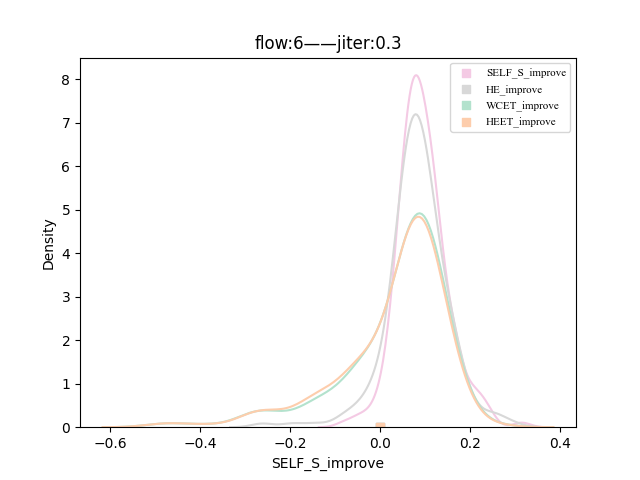 flow:6——jiter:0.3
SELF_S_improve
HE_improve
WCET_improve
HEET_improve
Density
8
7
6
5
4
3
2
1
0
−0.6 −0.4 −0.2 0.0 0.2 0.4
SELF_S_improve